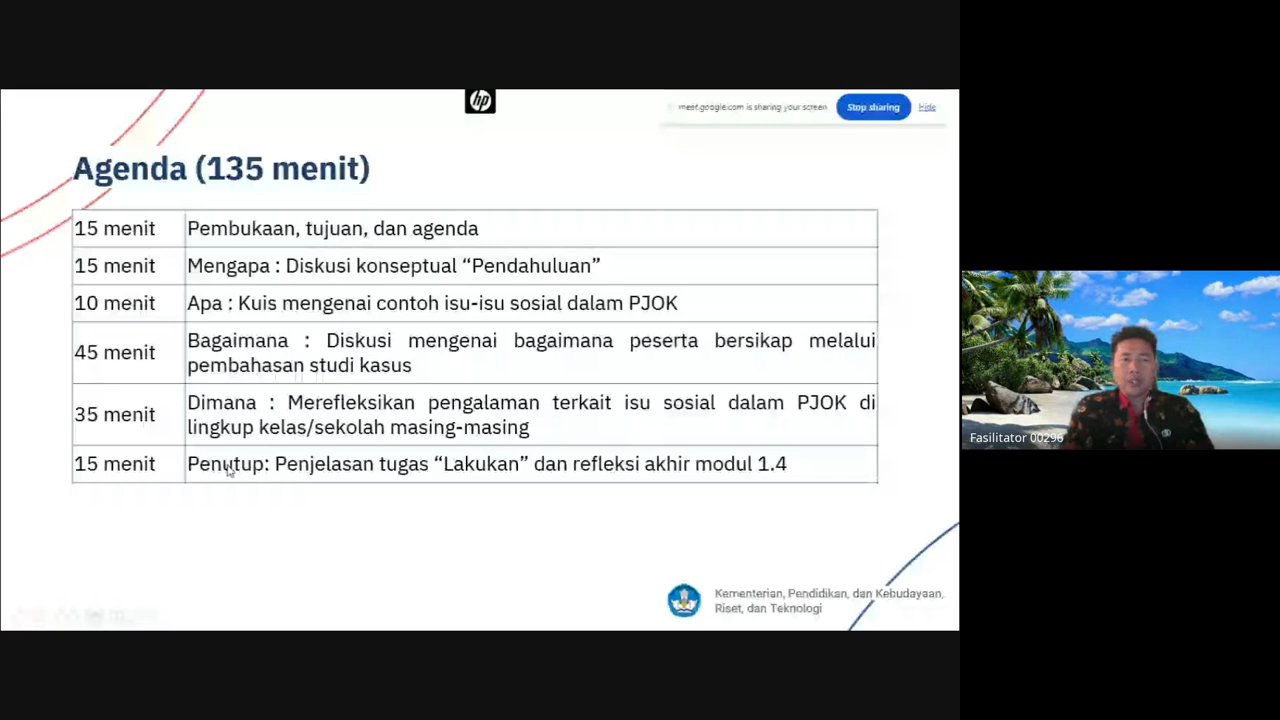 hp
meet.google.com is sharing your screen
Stop sharing
Hide
Agenda (135 menit)
15 menit
Pembukaan, tujuan, dan agenda
15 menit
Mengapa : Diskusi konseptual “Pendahuluan”
10 menit
Apa : Kuis mengenai contoh isu-isu sosial dalam PJOK
45 menit
Bagaimana : Diskusi mengenai bagaimana peserta bersikap melalui
pembahasan studi kasus
35 menit
Dimana : Merefleksikan pengalaman terkait isu sosial dalam PJOK di
lingkup kelas/sekolah masing-masing
15 menit
Penutup: Penjelasan tugas “Lakukan” dan refleksi akhir modul 1.4
Kementerian, Pendidikan, dan Kebudayaan,
Riset, dan Teknologi
Fasilitator 00296